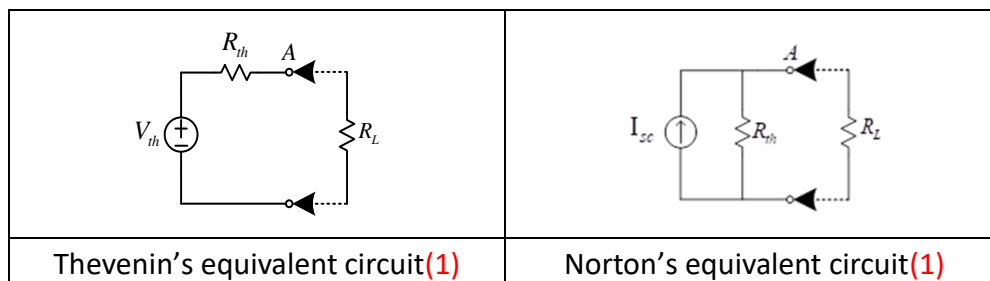 R_th A
V_th
R_L
A
I_sc
R_th
R_L
Thevenin’s equivalent circuit(1)
Norton’s equivalent circuit(1)